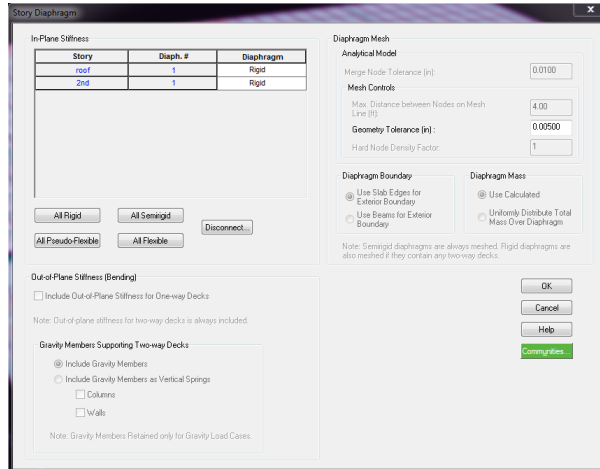 Story Diaphragm
In-Plane Stiffness
Story Diaph. # Diaphragm
roof 1 Rigid
2nd 1 Rigid
All Rigid All Semirigid
Disconnect...
All Pseudo-Flexible All Flexible
Out-of-Plane Stiffness (Bending)
Include Out-of-Plane Stiffness for One-way Decks
Note: Out-of-plane stiffness for two-way decks is always included.
Gravity Members Supporting Two-way Decks
Include Gravity Members
Include Gravity Members as Vertical Springs
Columns
Walls
Note: Gravity Members Retained only for Gravity Load Cases.
Diaphragm Mesh
Analytical Model
Merge Node Tolerance (in): 0.0100
Mesh Controls
Max. Distance between Nodes on Mesh
Line (ft): 4.00
Geometry Tolerance (in) : 0.00500
Hard Node Density Factor: 1
Diaphragm Boundary
Use Slab Edges for
Exterior Boundary
Use Beams for Exterior
Boundary
Diaphragm Mass
Use Calculated
Uniformly Distribute Total
Mass Over Diaphragm
Note: Semirigid diaphragms are always meshed. Rigid diaphragms are
also meshed if they contain any two-way decks.
OK
Cancel
Help
Communities...